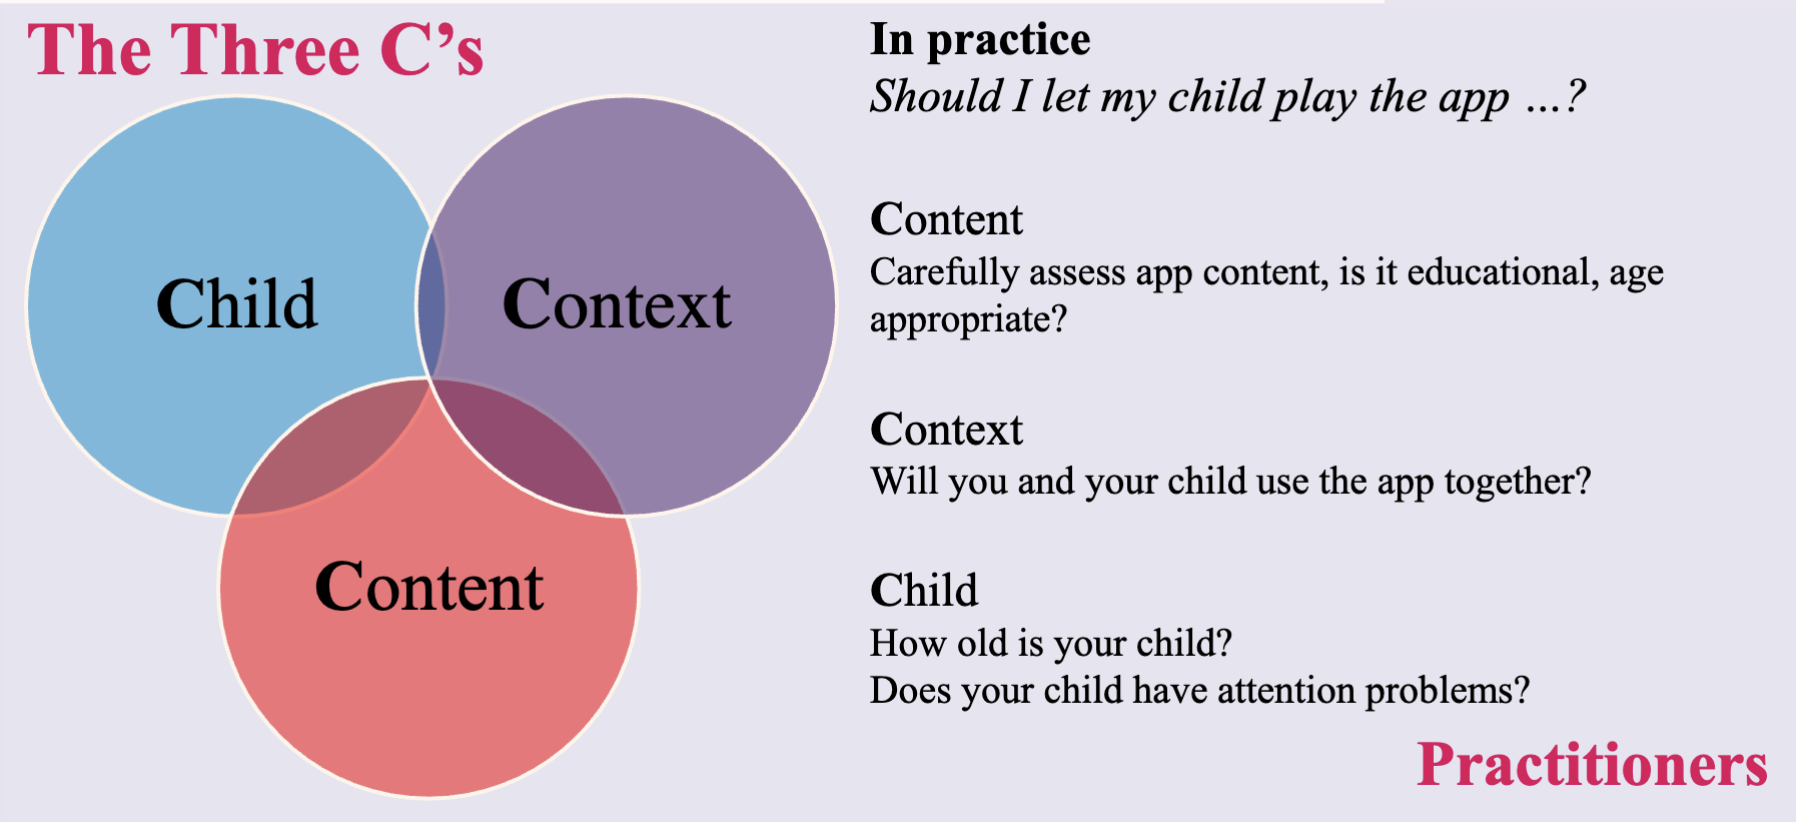 The Three C’s
Child
Context
Content
In practice
Should I let my child play the app ...?
Content
Carefully assess app content, is it educational, age
appropriate?
Context
Will you and your child use the app together?
Child
How old is your child?
Does your child have attention problems?
Practitioners